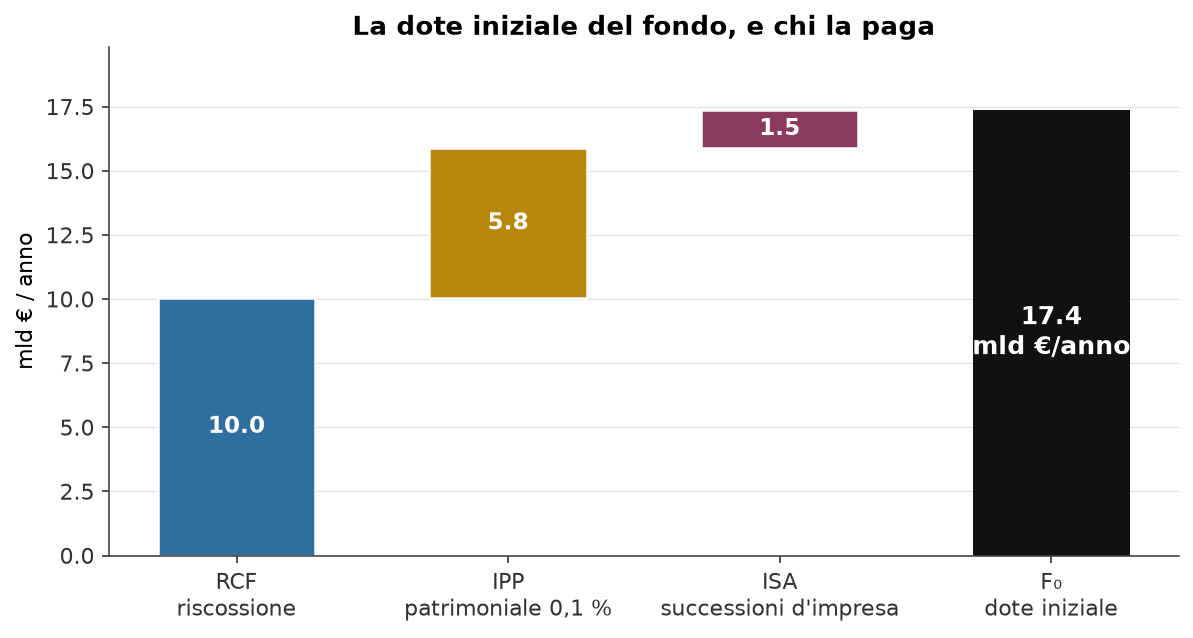 La dote iniziale del fondo, e chi la paga
mld € / anno
17.5
15.0
12.5
10.0
7.5
5.0
2.5
0.0
10.0
5.8
1.5
17.4
mld €/anno
RCF
riscossione
IPP
patrimoniale 0,1 %
ISA
successioni d'impresa
F₀
dote iniziale